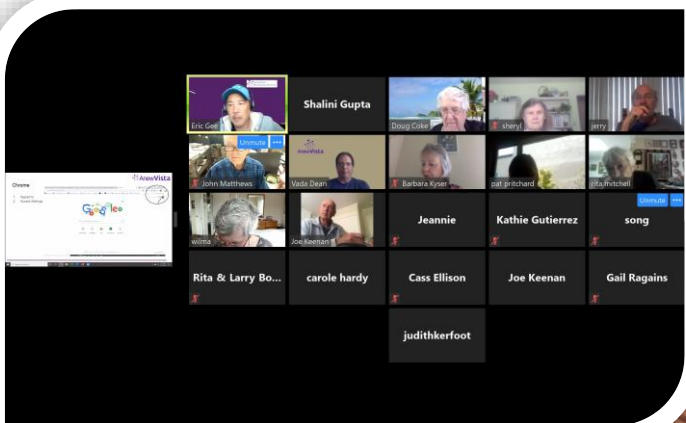 AnewVista
Chrome
Google
Eric Gee
Shalini Gupta
Doug Coke
sheryl
jerry
Unmute
John Matthews
AnewVista
Vada Dean
Barbara Kyser
pat pritchard
rita mitchell
wilma
Joe Keenan
Jeannie
Kathie Gutierrez
Unmute
song
Rita & Larry Bo...
carole hardy
Cass Ellison
Joe Keenan
Gail Ragains
judithkerfoot